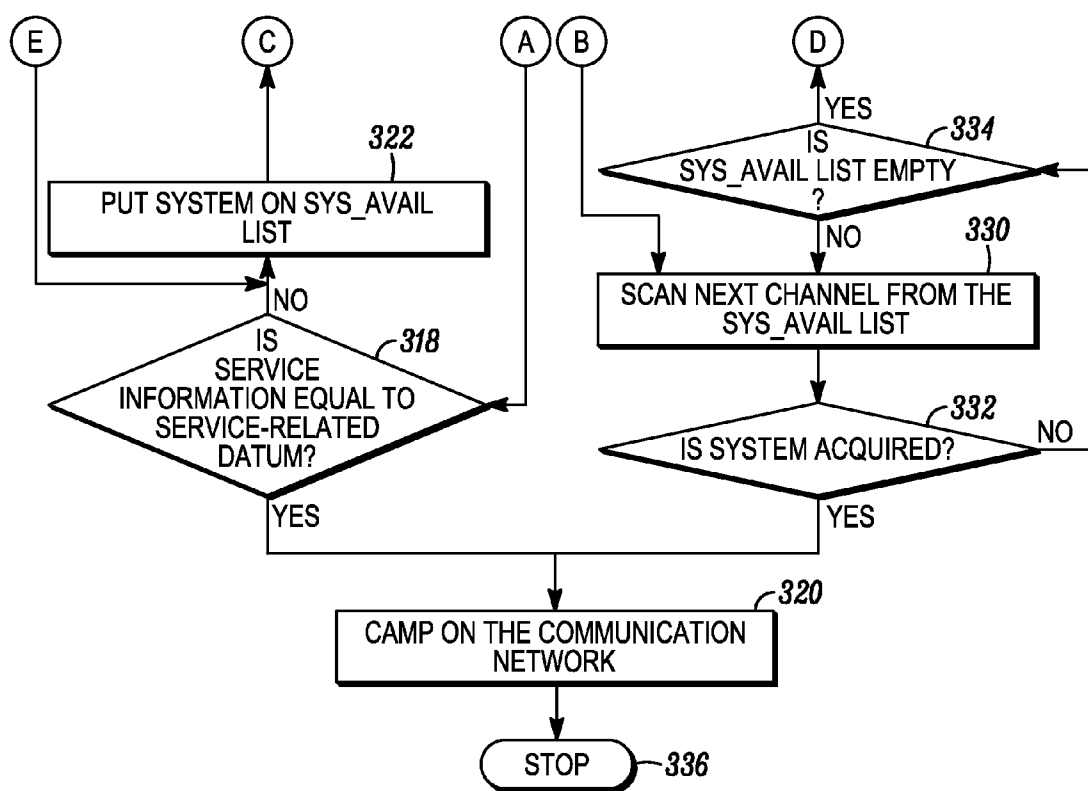 E
C
A
B
D
322
PUT SYSTEM ON SYS_AVAIL
LIST
NO
318
IS
SERVICE
INFORMATION EQUAL TO
SERVICE-RELATED
DATUM?
YES
YES
334
IS
SYS_AVAIL LIST EMPTY
?
NO
330
SCAN NEXT CHANNEL FROM THE
SYS_AVAIL LIST
332
IS SYSTEM ACQUIRED?
NO
YES
320
CAMP ON THE COMMUNICATION
NETWORK
STOP
336